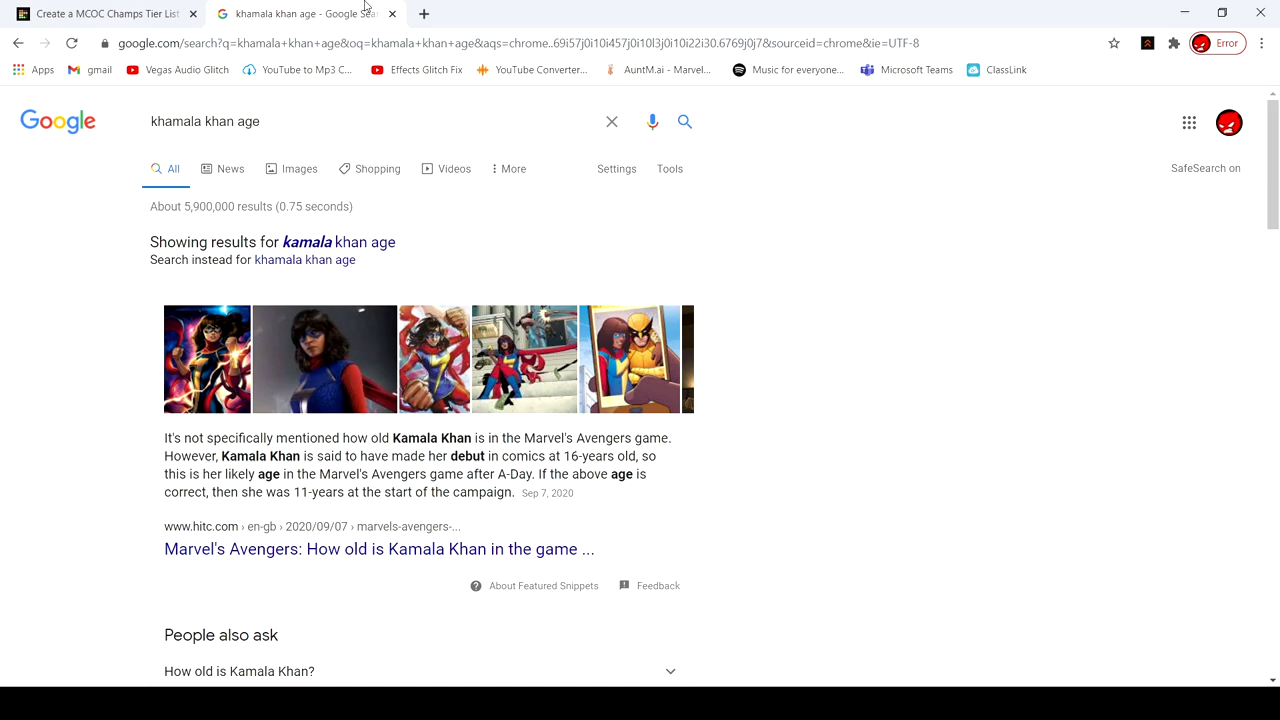 Create a MCOC Champs Tier List
khamala khan age - Google Sea
google.com/search?q=khamala+khan+age&oq=khamala+khan+age&aqs=chrome..69i57j0i10i457j0i10l3j0i10i22i30.6769j0j7&sourceid=chrome&ie=UTF-8
Error
Apps
gmail
Vegas Audio Glitch
YouTube to Mp3 C...
Effects Glitch Fix
YouTube Converter...
AuntM.ai - Marvel...
Music for everyone...
Microsoft Teams
ClassLink
Google
khamala khan age
All
News
Images
Shopping
Videos
More
Settings
Tools
SafeSearch on
About 5,900,000 results (0.75 seconds)
Showing results for kamala khan age
Search instead for khamala khan age
It's not specifically mentioned how old Kamala Khan is in the Marvel's Avengers game.
However, Kamala Khan is said to have made her debut in comics at 16-years old, so
this is her likely age in the Marvel's Avengers game after A-Day. If the above age is
correct, then she was 11-years at the start of the campaign. Sep 7, 2020
www.hitc.com › en-gb › 2020/09/07 › marvels-avengers-...
Marvel's Avengers: How old is Kamala Khan in the game ...
About Featured Snippets
Feedback
People also ask
How old is Kamala Khan?